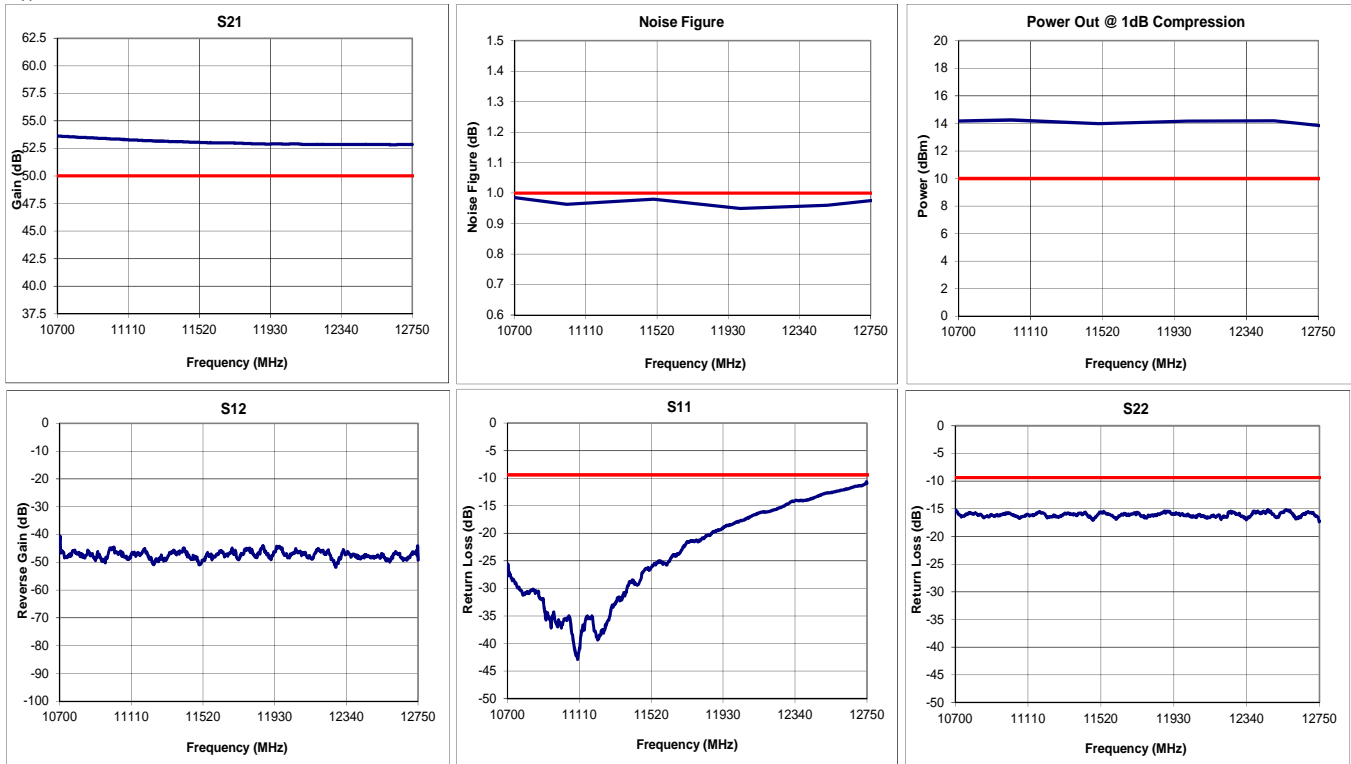 S21
62.5
60.0
57.5
55.0
52.5
50.0
47.5
45.0
42.5
40.0
37.5
Gain (dB)
10700 11110 11520 11930 12340 12750
Frequency (MHz)
Noise Figure
1.5
1.4
1.3
1.2
1.1
1.0
0.9
0.8
0.7
0.6
Noise Figure (dB)
10700 11110 11520 11930 12340 12750
Frequency (MHz)
Power Out @ 1dB Compression
20
18
16
14
12
10
8
6
4
2
0
Power (dBm)
10700 11110 11520 11930 12340 12750
Frequency (MHz)
S12
0
-10
-20
-30
-40
-50
-60
-70
-80
-90
-100
Reverse Gain (dB)
10700 11110 11520 11930 12340 12750
Frequency (MHz)
S11
0
-5
-10
-15
-20
-25
-30
-35
-40
-45
-50
Return Loss (dB)
10700 11110 11520 11930 12340 12750
Frequency (MHz)
S22
0
-5
-10
-15
-20
-25
-30
-35
-40
-45
-50
Return Loss (dB)
10700 11110 11520 11930 12340 12750
Frequency (MHz)